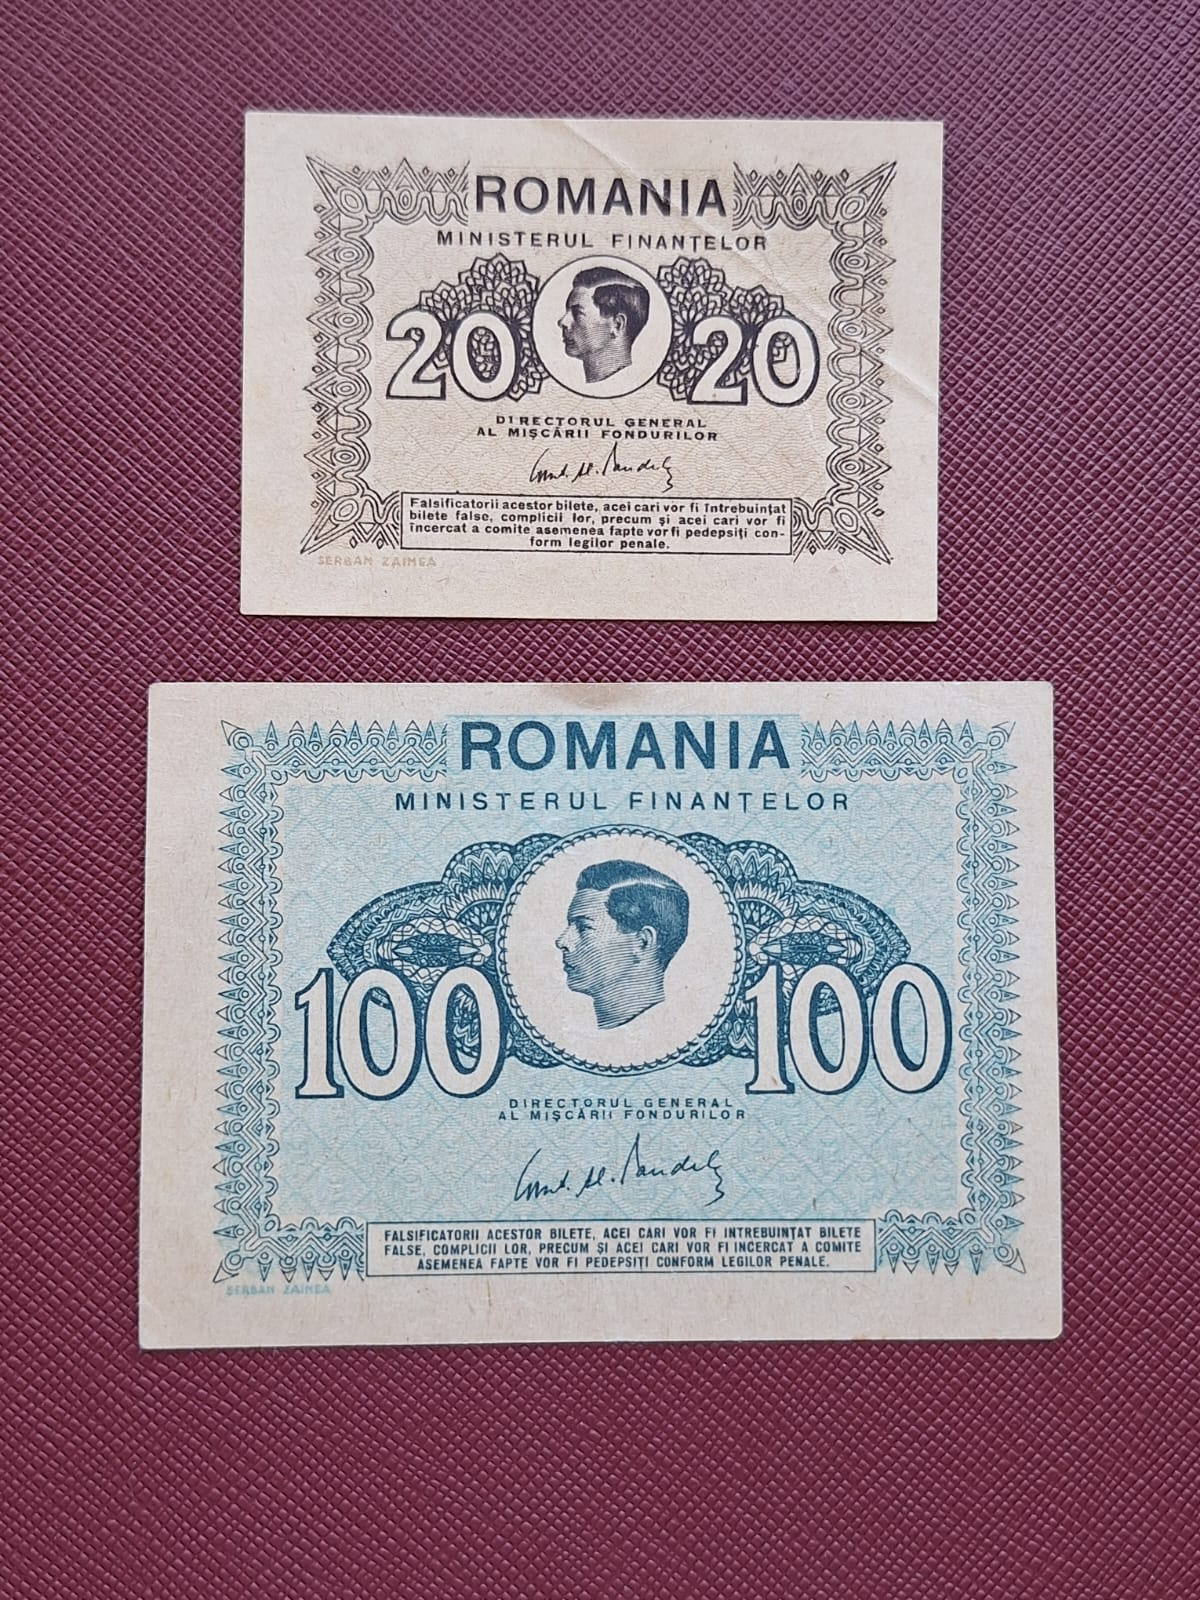 ROMANIA
MINISTERUL FINANȚELOR
20 20
DIRECTORUL GENERAL
AL MIȘCĂRII FONDURILOR
Falsificatorii acestor bilete, acei cari vor fi întrebuințat
bilete false, complicii lor, precum și acei cari vor fi
încercat a comite asemenea fapte vor fi pedepsiți con-
form legilor penale.
SERBAN ZAINEA
ROMANIA
MINISTERUL FINANȚELOR
100 100
DIRECTORUL GENERAL
AL MIȘCĂRII FONDURILOR
FALSIFICATORII ACESTOR BILETE, ACEI CARI VOR FI INTREBUINȚAT BILETE
FALSE, COMPLICII LOR, PRECUM ȘI ACEI CARI VOR FI INCERCAT A COMITE
ASEMENEA FAPTE VOR FI PEDEPSIȚI CONFORM LEGILOR PENALE.
SERBAN ZAINEA